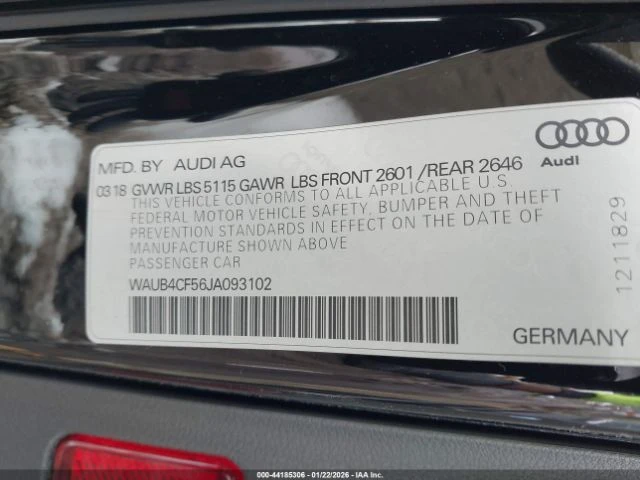 MFD. BY AUDI AG
0318 GVWR LBS 5115 GAWR LBS FRONT 2601 /REAR 2646
THIS VEHICLE CONFORMS TO ALL APPLICABLE U.S.
FEDERAL MOTOR VEHICLE SAFETY, BUMPER AND THEFT
PREVENTION STANDARDS IN EFFECT ON THE DATE OF
MANUFACTURE SHOWN ABOVE
PASSENGER CAR
WAUB4CF56JA093102
Audi
1211829
GERMANY
000-44185306 - 01/22/2026 - IAAI.COM